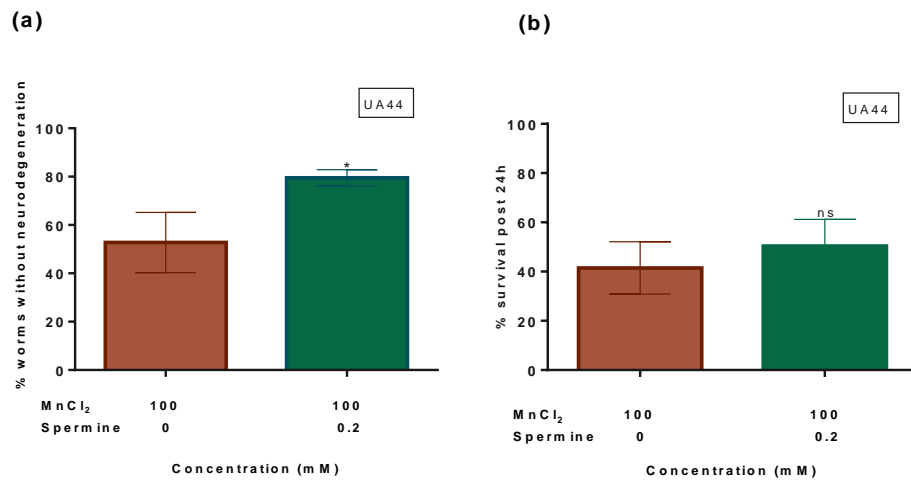 (a)
UA44
% worms without neurodegeneration
100
80
60
40
20
0
*
MnCl₂ 100 100
Spermine 0 0.2
Concentration (mM)
(b)
UA44
% survival post 24h
100
80
60
40
20
0
ns
MnCl₂ 100 100
Spermine 0 0.2
Concentration (mM)